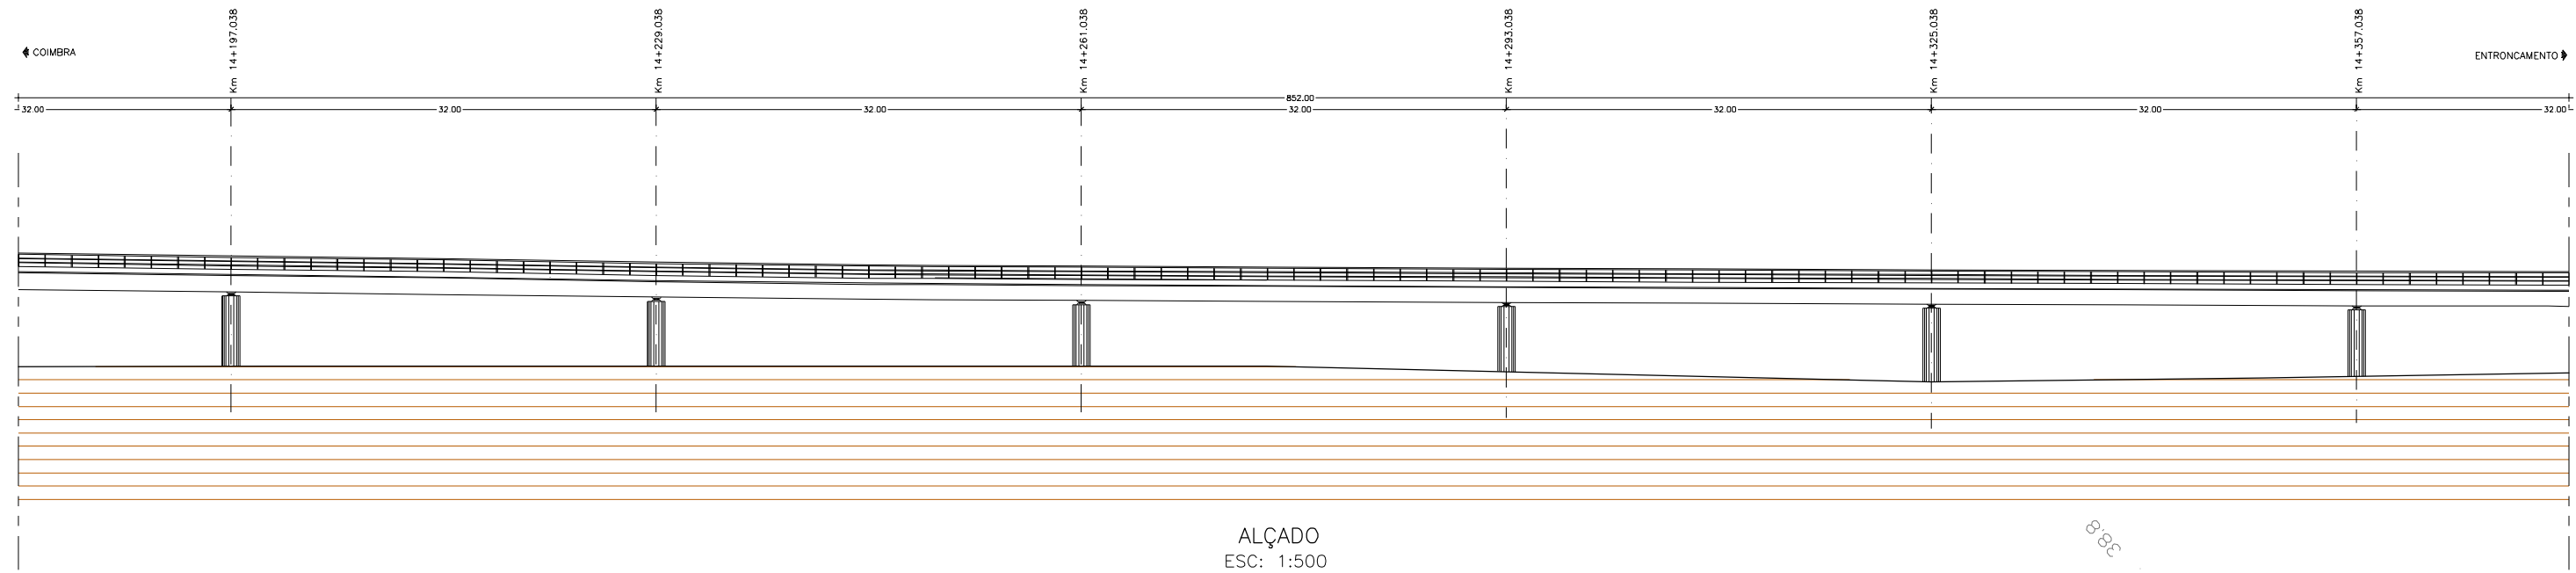 Km 14+197.038
Km 14+229.038
Km 14+261.038
Km 14+293.038
Km 14+325.038
Km 14+357.038
COIMBRA
ENTRONCAMENTO
852.00
32.00
32.00
32.00
32.00
32.00
32.00
32.00
ALÇADO
ESC: 1:500
38.8